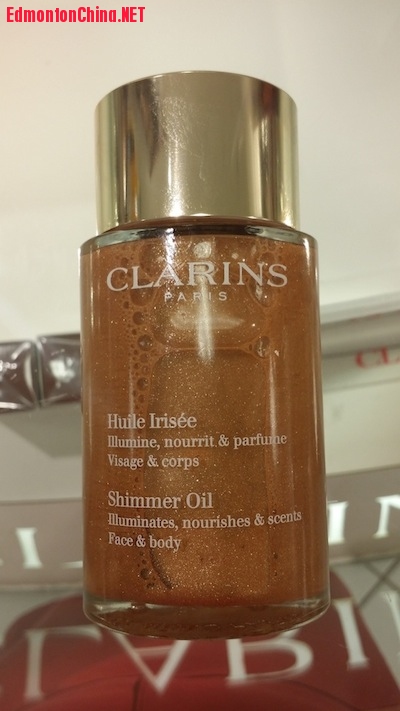 EdmontonChina.NET
CLARINS
PARIS
Huile Irisée
Illumine, nourrit & parfume
Visage & corps
Shimmer Oil
Illuminates, nourishes & scents
Face & body